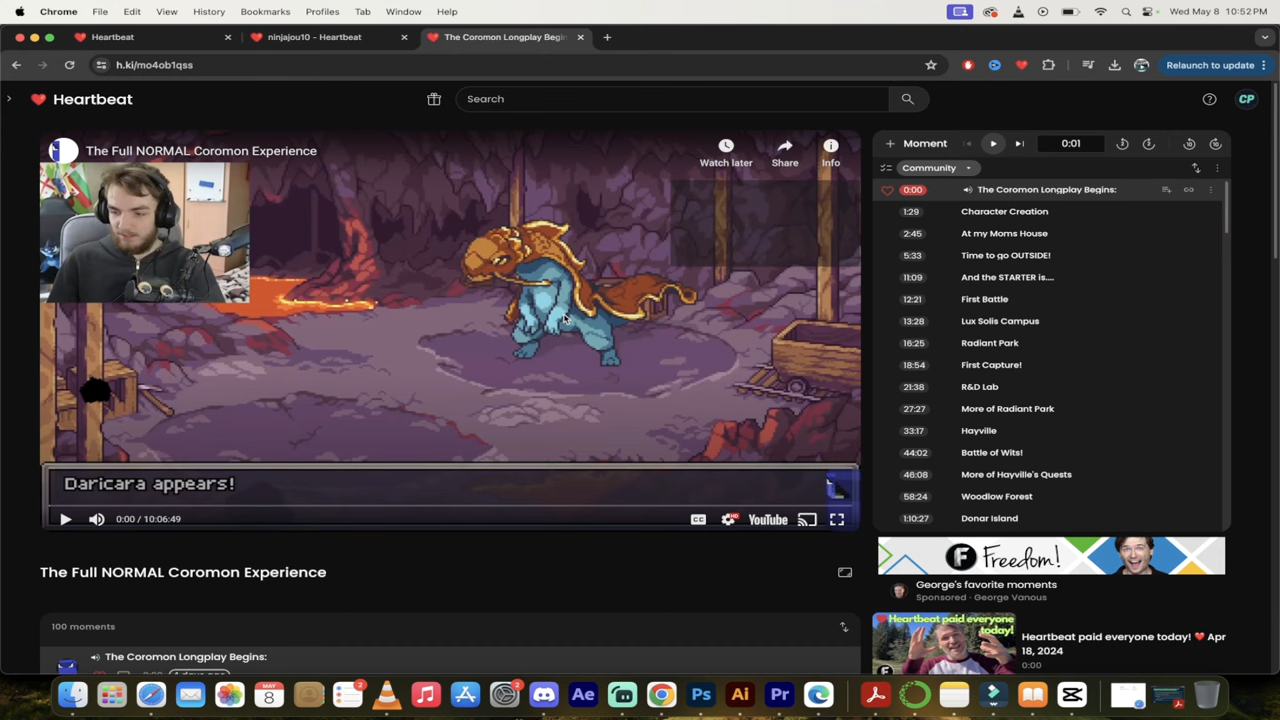 Chrome File Edit View History Bookmarks Profiles Tab Window Help Wed May 8 10:52 PM
Heartbeat
ninjajou10 - Heartbeat
The Coromon Longplay Begin
h.ki/mo4ob1qss
Relaunch to update
Heartbeat
Search
CP
The Full NORMAL Coromon Experience
Watch later
Share
Info
Daricara appears!
0:00 / 10:06:49
CC
HD
YouTube
Moment
0:01
Community
0:00 The Coromon Longplay Begins:
1:29 Character Creation
2:45 At my Moms House
5:33 Time to go OUTSIDE!
11:09 And the STARTER is....
12:21 First Battle
13:28 Lux Solis Campus
16:25 Radiant Park
18:54 First Capture!
21:38 R&D Lab
27:27 More of Radiant Park
33:17 Hayville
44:02 Battle of Wits!
46:08 More of Hayville's Quests
58:24 Woodlow Forest
1:10:27 Donar Island
F Freedom!
George's favorite moments
Sponsored · George Vanous
The Full NORMAL Coromon Experience
100 moments
The Coromon Longplay Begins:
Heartbeat paid everyone today!
Heartbeat paid everyone today! ❤️ Apr
18, 2024
0:00
MAY
8
2
2
Ae
Ps
Ai
Pr